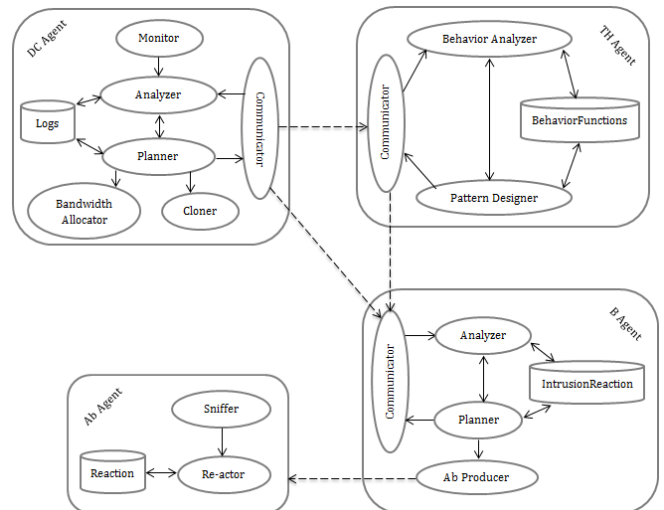 DC Agent
Monitor
Analyzer
Logs
Planner
Bandwidth
Allocator
Cloner
Communicator
TH Agent
Behavior Analyzer
Communicator
BehaviorFunctions
Pattern Designer
B Agent
Communicator
Analyzer
IntrusionReaction
Planner
Ab Producer
Ab Agent
Sniffer
Reaction
Re-actor